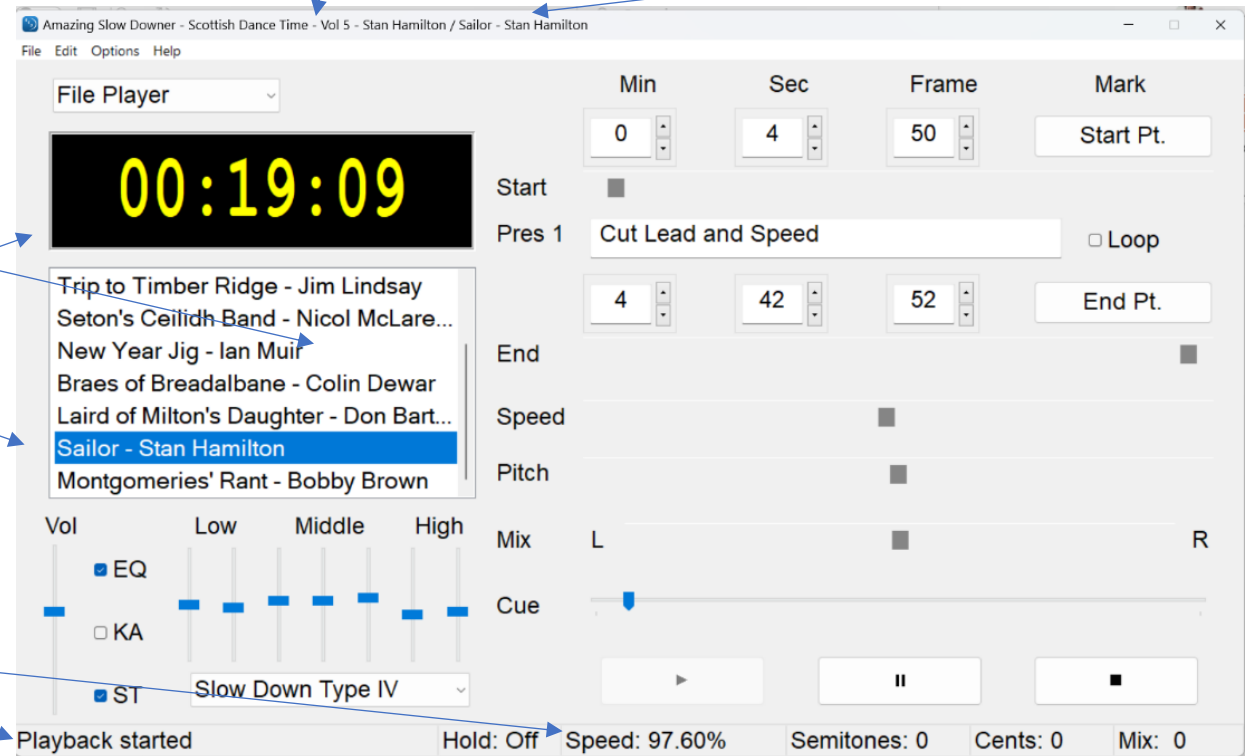 Amazing Slow Downer - Scottish Dance Time - Vol 5 - Stan Hamilton / Sailor - Stan Hamilton
File Edit Options Help
File Player
Min Sec Frame Mark
0 4 50 Start Pt.
00:19:09
Start
Pres 1 Cut Lead and Speed Loop
4 42 52 End Pt.
Trip to Timber Ridge - Jim Lindsay
Seton's Ceilidh Band - Nicol McLare...
New Year Jig - Ian Muir
Braes of Breadalbane - Colin Dewar
Laird of Milton's Daughter - Don Bart...
Sailor - Stan Hamilton
Montgomeries' Rant - Bobby Brown
End
Speed
Pitch
Mix L R
Cue
Vol Low Middle High
EQ
KA
ST
Slow Down Type IV
Playback started Hold: Off Speed: 97.60% Semitones: 0 Cents: 0 Mix: 0